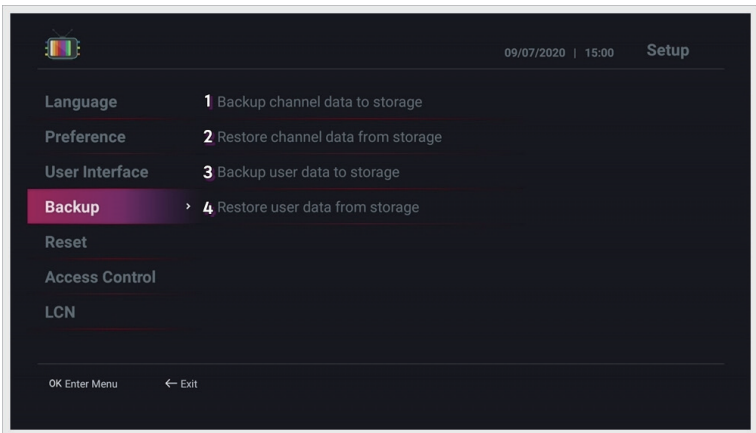 09/07/2020 | 15:00 Setup
Language
1 Backup channel data to storage
Preference
2 Restore channel data from storage
User Interface
3 Backup user data to storage
Backup ›
4 Restore user data from storage
Reset
Access Control
LCN
OK Enter Menu ← Exit